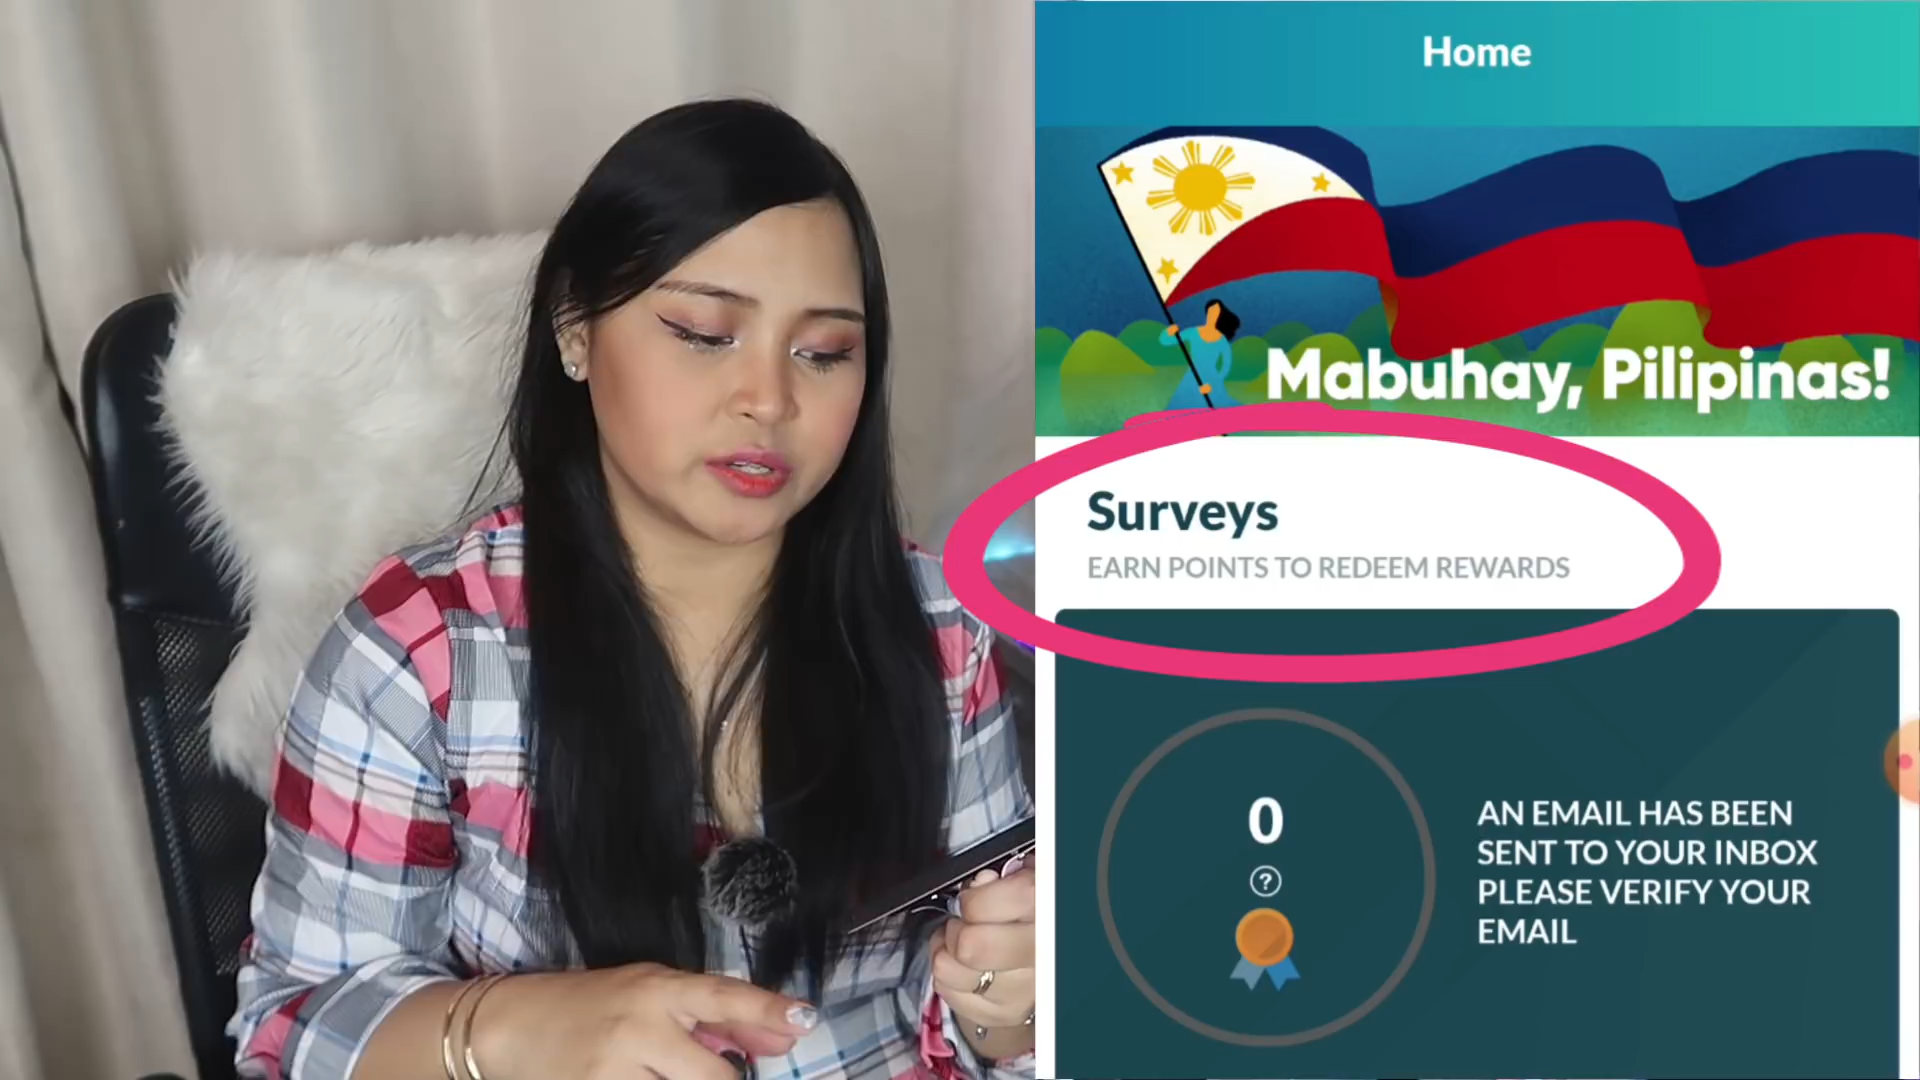 Home
Mabuhay, Pilipinas!
Surveys
EARN POINTS TO REDEEM REWARDS
0
?
AN EMAIL HAS BEEN
SENT TO YOUR INBOX
PLEASE VERIFY YOUR
EMAIL